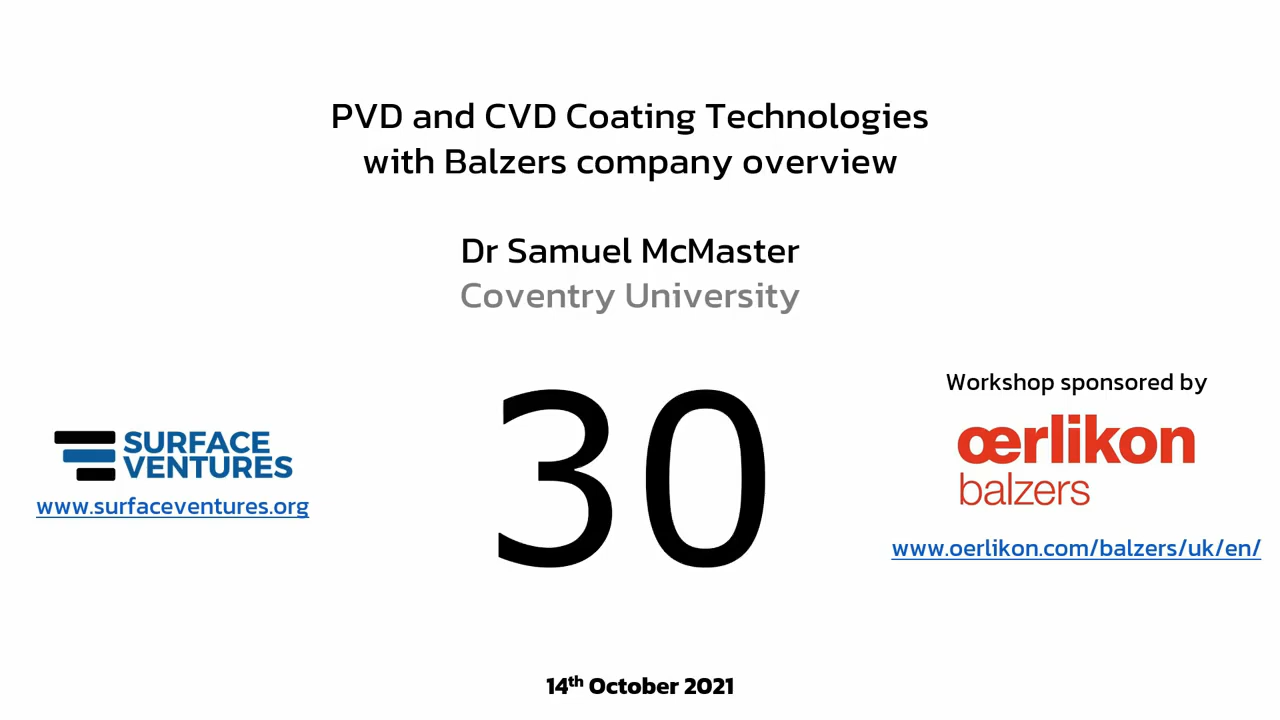 PVD and CVD Coating Technologies
with Balzers company overview
Dr Samuel McMaster
Coventry University
30
SURFACE
VENTURES
www.surfaceventures.org
Workshop sponsored by
œrlikon
balzers
www.oerlikon.com/balzers/uk/en/
14th October 2021